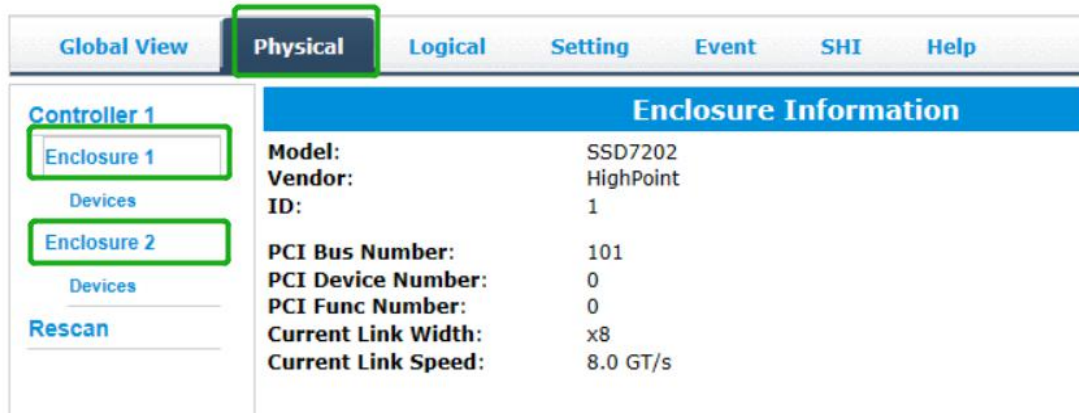 Global View Physical Logical Setting Event SHI Help
Controller 1
Enclosure 1
Devices
Enclosure 2
Devices
Rescan
Enclosure Information
Model: SSD7202
Vendor: HighPoint
ID: 1
PCI Bus Number: 101
PCI Device Number: 0
PCI Func Number: 0
Current Link Width: x8
Current Link Speed: 8.0 GT/s